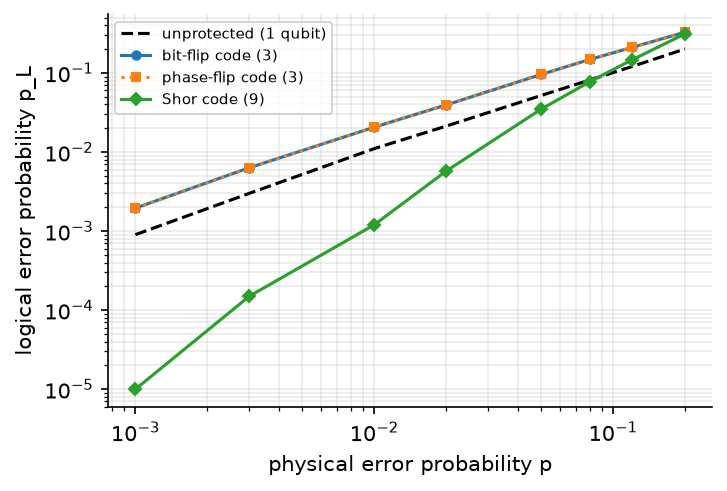 unprotected (1 qubit)
bit-flip code (3)
phase-flip code (3)
Shor code (9)
logical error probability p_L
10⁻¹
10⁻²
10⁻³
10⁻⁴
10⁻⁵
10⁻³ 10⁻² 10⁻¹
physical error probability p